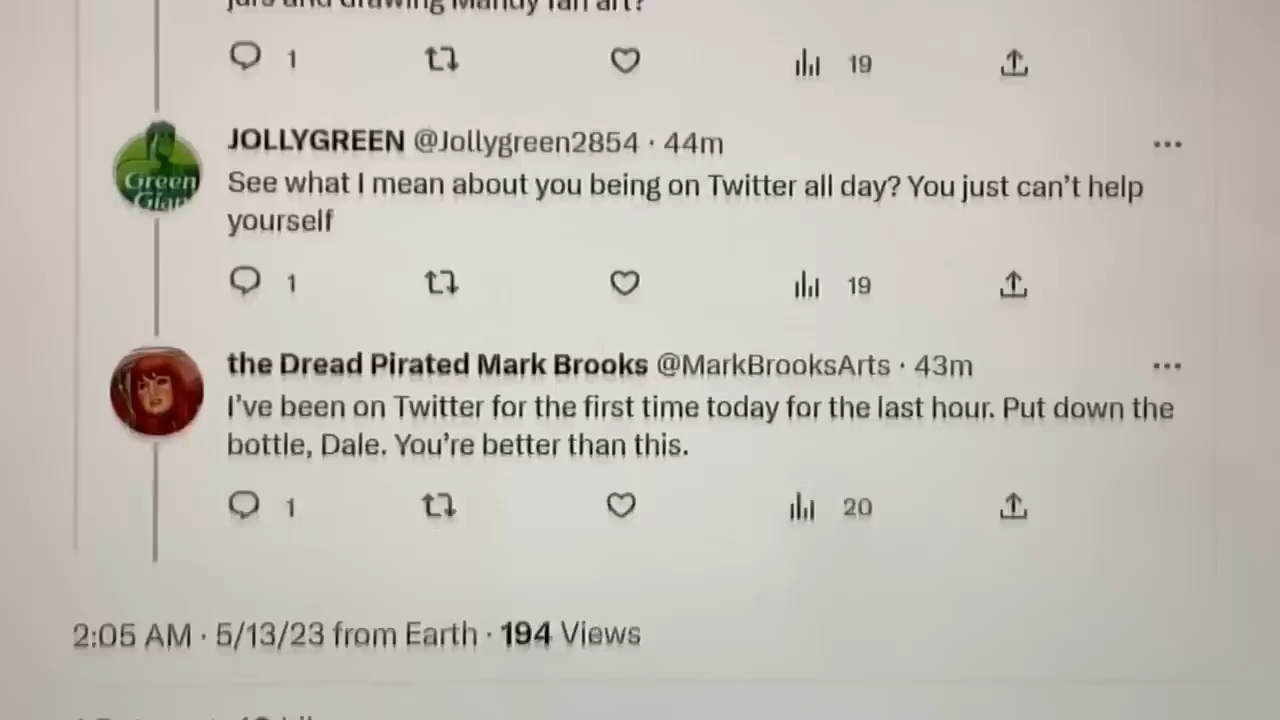 jars and drawing Mandy fan art?
1 19
JOLLYGREEN @Jollygreen2854 · 44m
Green
Giant
See what I mean about you being on Twitter all day? You just can't help
yourself
1 19
the Dread Pirated Mark Brooks @MarkBrooksArts · 43m
I've been on Twitter for the first time today for the last hour. Put down the
bottle, Dale. You're better than this.
1 20
2:05 AM · 5/13/23 from Earth · 194 Views